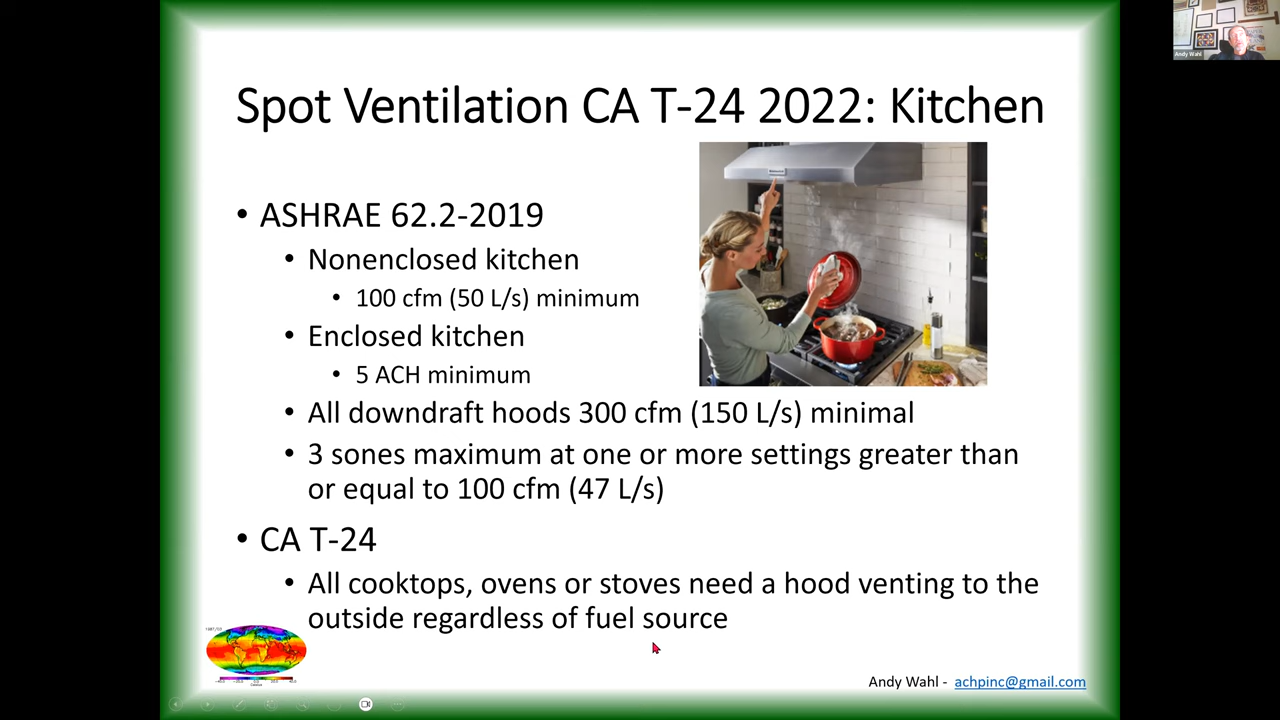 Andy Wahl
Spot Ventilation CA T-24 2022: Kitchen
• ASHRAE 62.2-2019
• Nonenclosed kitchen
• 100 cfm (50 L/s) minimum
• Enclosed kitchen
• 5 ACH minimum
• All downdraft hoods 300 cfm (150 L/s) minimal
• 3 sones maximum at one or more settings greater than
or equal to 100 cfm (47 L/s)
• CA T-24
• All cooktops, ovens or stoves need a hood venting to the
outside regardless of fuel source
Andy Wahl - achpinc@gmail.com